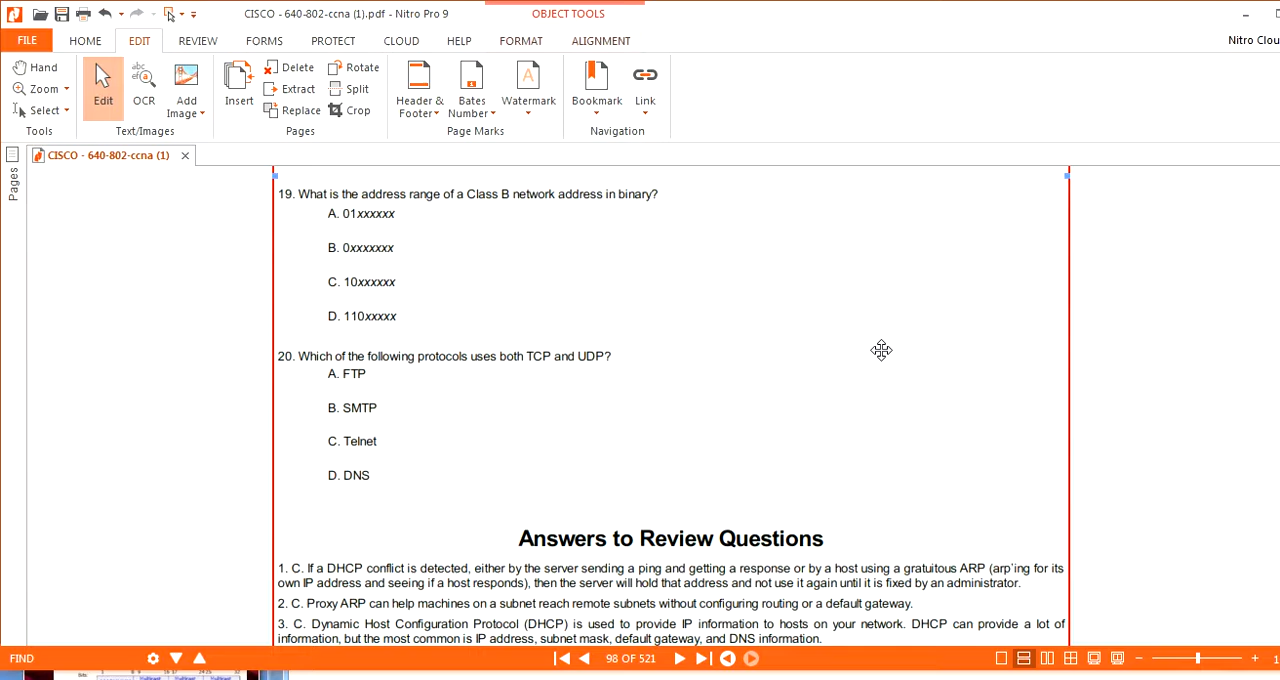 CISCO - 640-802-ccna (1).pdf - Nitro Pro 9
OBJECT TOOLS
FILE HOME EDIT REVIEW FORMS PROTECT CLOUD HELP FORMAT ALIGNMENT
Nitro Clou
Hand
Zoom
Select
Tools
Edit
OCR
Add Image
Text/Images
Insert
Delete
Extract
Replace
Rotate
Split
Crop
Pages
Header & Footer
Bates Number
Watermark
Page Marks
Bookmark
Link
Navigation
CISCO - 640-802-ccna (1)
Pages
19. What is the address range of a Class B network address in binary?
A. 01xxxxxx
B. 0xxxxxxx
C. 10xxxxxx
D. 110xxxxx
20. Which of the following protocols uses both TCP and UDP?
A. FTP
B. SMTP
C. Telnet
D. DNS
Answers to Review Questions
1. C. If a DHCP conflict is detected, either by the server sending a ping and getting a response or by a host using a gratuitous ARP (arp'ing for its
own IP address and seeing if a host responds), then the server will hold that address and not use it again until it is fixed by an administrator.
2. C. Proxy ARP can help machines on a subnet reach remote subnets without configuring routing or a default gateway.
3. C. Dynamic Host Configuration Protocol (DHCP) is used to provide IP information to hosts on your network. DHCP can provide a lot of
information, but the most common is IP address, subnet mask, default gateway, and DNS information.
FIND
98 OF 521